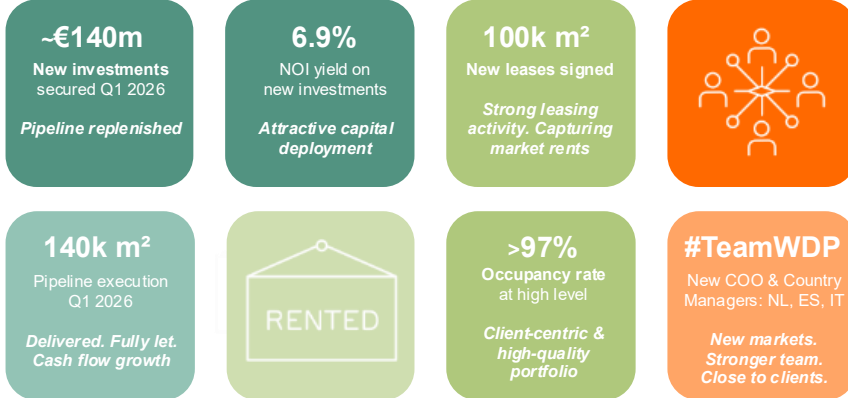 ~€140m
New investments
secured Q1 2026
Pipeline replenished
6.9%
NOI yield on
new investments
Attractive capital
deployment
100k m²
New leases signed
Strong leasing
activity. Capturing
market rents
140k m²
Pipeline execution
Q1 2026
Delivered. Fully let.
Cash flow growth
RENTED
>97%
Occupancy rate
at high level
Client-centric &
high-quality
portfolio
#TeamWDP
New COO & Country
Managers: NL, ES, IT
New markets.
Stronger team.
Close to clients.